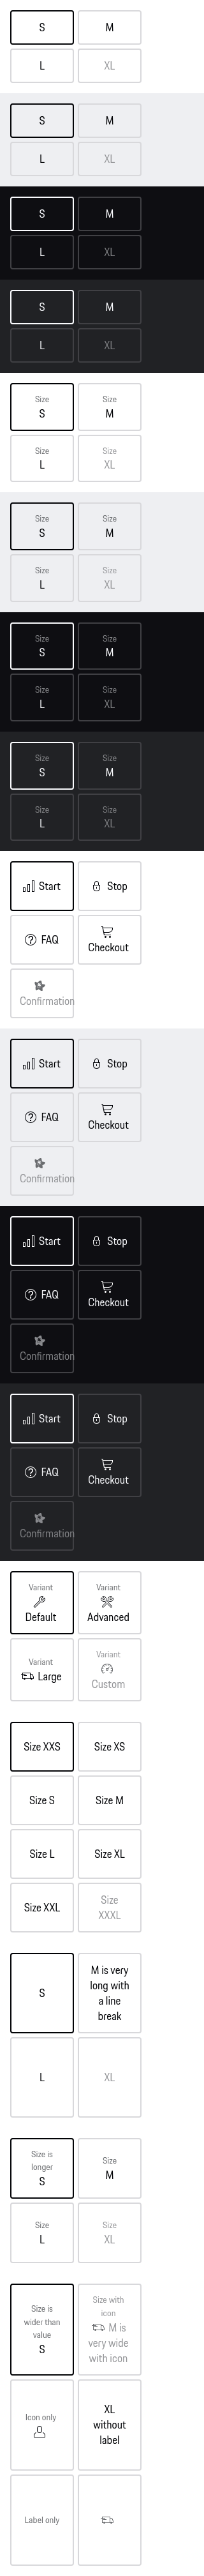 S M
L XL
S M
L XL
S M
L XL
S M
L XL
Size Size
S M
Size Size
L XL
Size Size
S M
Size Size
L XL
Size Size
S M
Size Size
L XL
Size Size
S M
Size Size
L XL
Start Stop
FAQ Checkout
Confirmation
Start Stop
FAQ Checkout
Confirmation
Start Stop
FAQ Checkout
Confirmation
Start Stop
FAQ Checkout
Confirmation
Variant Variant
Default Advanced
Variant Variant
Large Custom
Size XXS Size XS
Size S Size M
Size L Size XL
Size XXL Size
XXXL
S
M is very
long with
a line
break
L XL
Size is
longer
S
Size
M
Size Size
L XL
Size is
wider than
value
S
Size with
icon
M is
very wide
with icon
Icon only
XL
without
label
Label only